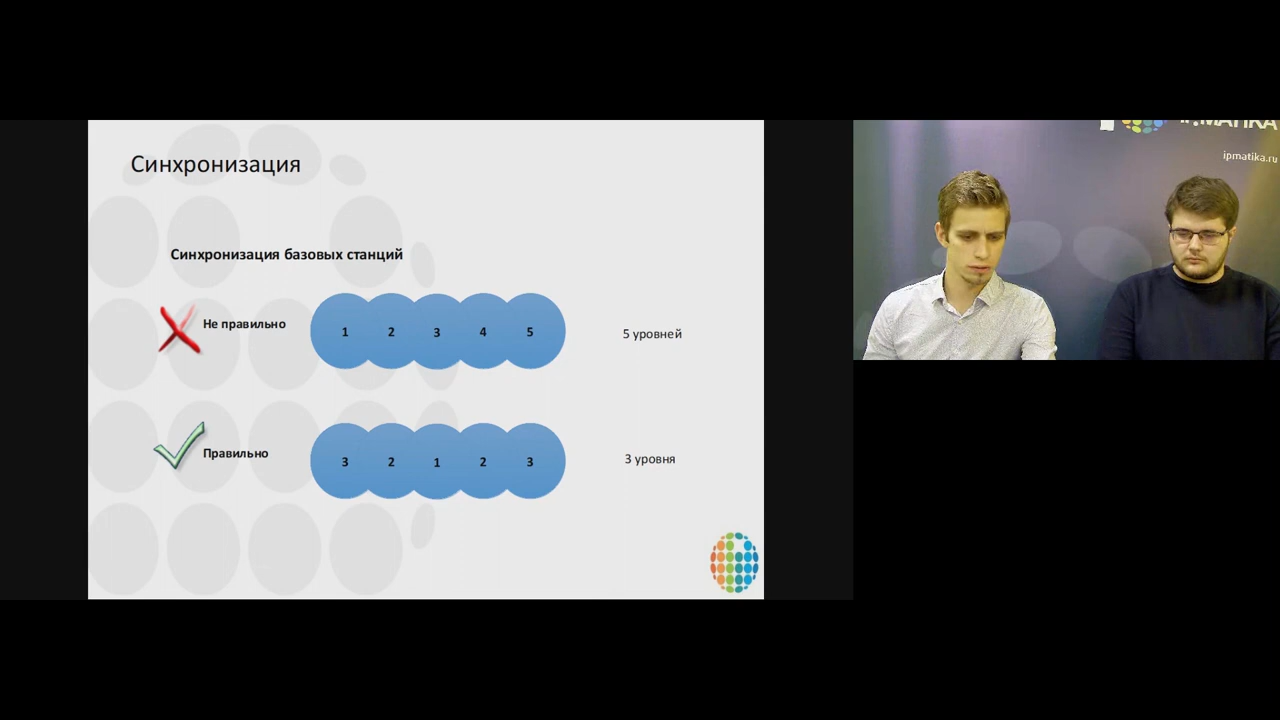 Синхронизация
Синхронизация базовых станций
Не правильно
1 2 3 4 5
5 уровней
Правильно
3 2 1 2 3
3 уровня
ipmatika.ru